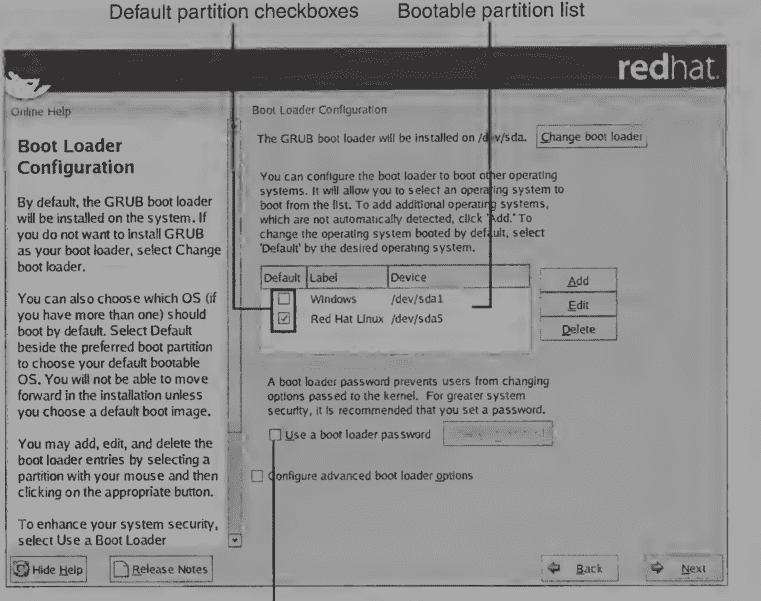 Default partition checkboxes
Bootable partition list
redhat.
Online Help
Boot Loader
Configuration
By default, the GRUB boot loader
will be installed on the system. If
you do not want to install GRUB
as your boot loader, select Change
boot loader.
You can also choose which OS (if
you have more than one) should
boot by default. Select Default
beside the preferred boot partition
to choose your default bootable
OS. You will not be able to move
forward in the installation unless
you choose a default boot image.
You may add, edit, and delete the
boot loader entries by selecting a
partition with your mouse and then
clicking on the appropriate button.
To enhance your system security,
select Use a Boot Loader
Boot Loader Configuration
The GRUB boot loader will be installed on /dev/sda.
Change boot loader
You can configure the boot loader to boot other operating
systems. It will allow you to select an operating system to
boot from the list. To add additional operating systems,
which are not automatically detected, click 'Add.' To
change the operating system booted by default, select
'Default' by the desired operating system.
Default Label Device
Windows /dev/sda1
Red Hat Linux /dev/sda5
Add
Edit
Delete
A boot loader password prevents users from changing
options passed to the kernel. For greater system
security, it is recommended that you set a password.
Use a boot loader password
Configure advanced boot loader options
Hide Help
Release Notes
Back
Next